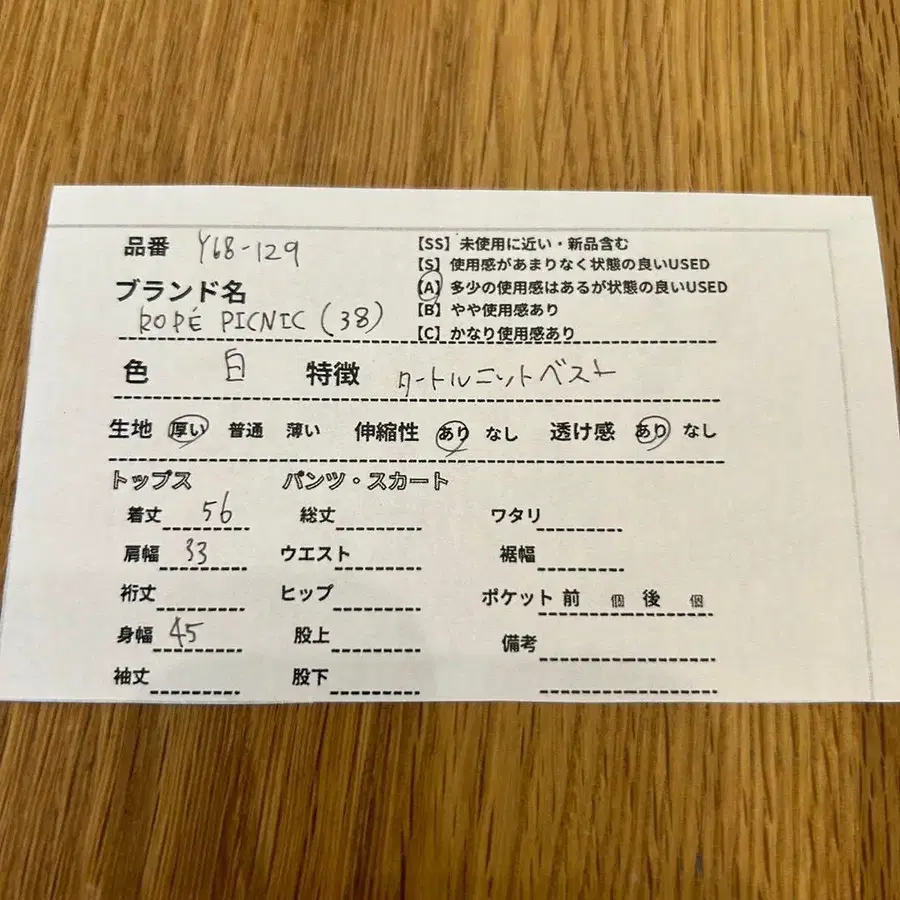 品番 Y68-129
【SS】未使用に近い・新品含む
【S】使用感があまりなく状態の良いUSED
【A】多少の使用感はあるが状態の良いUSED
【B】やや使用感あり
【C】かなり使用感あり
ブランド名
ROPÉ PICNIC (38)
色 白 特徴 タートルニットベスト
生地 厚い 普通 薄い 伸縮性 あり なし 透け感 あり なし
トップス パンツ・スカート
着丈 56 総丈 ワタリ
肩幅 33 ウエスト 裾幅
裄丈 ヒップ ポケット 前 個 後 個
身幅 45 股上 備考
袖丈 股下